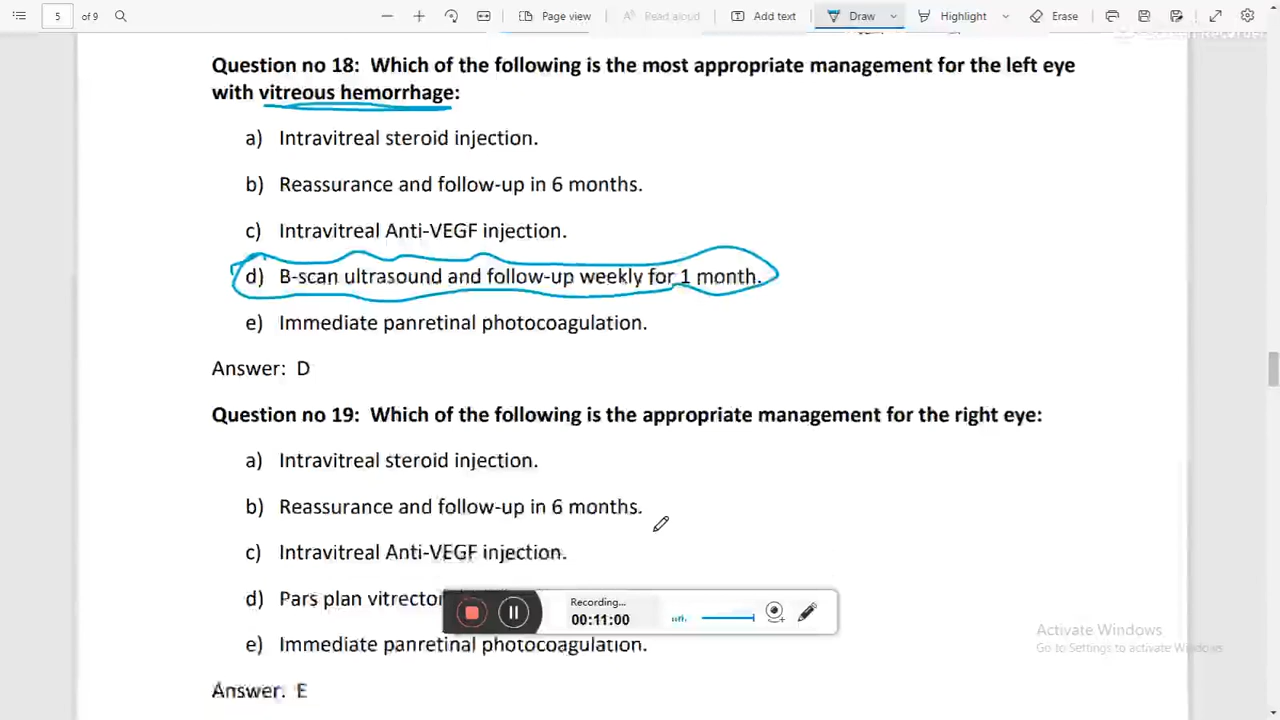 5 of 9 Page view Read aloud Add text Draw Highlight Erase
Question no 18: Which of the following is the most appropriate management for the left eye
with vitreous hemorrhage:
a) Intravitreal steroid injection.
b) Reassurance and follow-up in 6 months.
c) Intravitreal Anti-VEGF injection.
d) B-scan ultrasound and follow-up weekly for 1 month.
e) Immediate panretinal photocoagulation.
Answer: D
Question no 19: Which of the following is the appropriate management for the right eye:
a) Intravitreal steroid injection.
b) Reassurance and follow-up in 6 months.
c) Intravitreal Anti-VEGF injection.
d) Pars plan
Recording...
00:11:00
e) Immediate panretinal photocoagulation.
Answer. E
Activate Windows
Go to Settings to activate Windows.